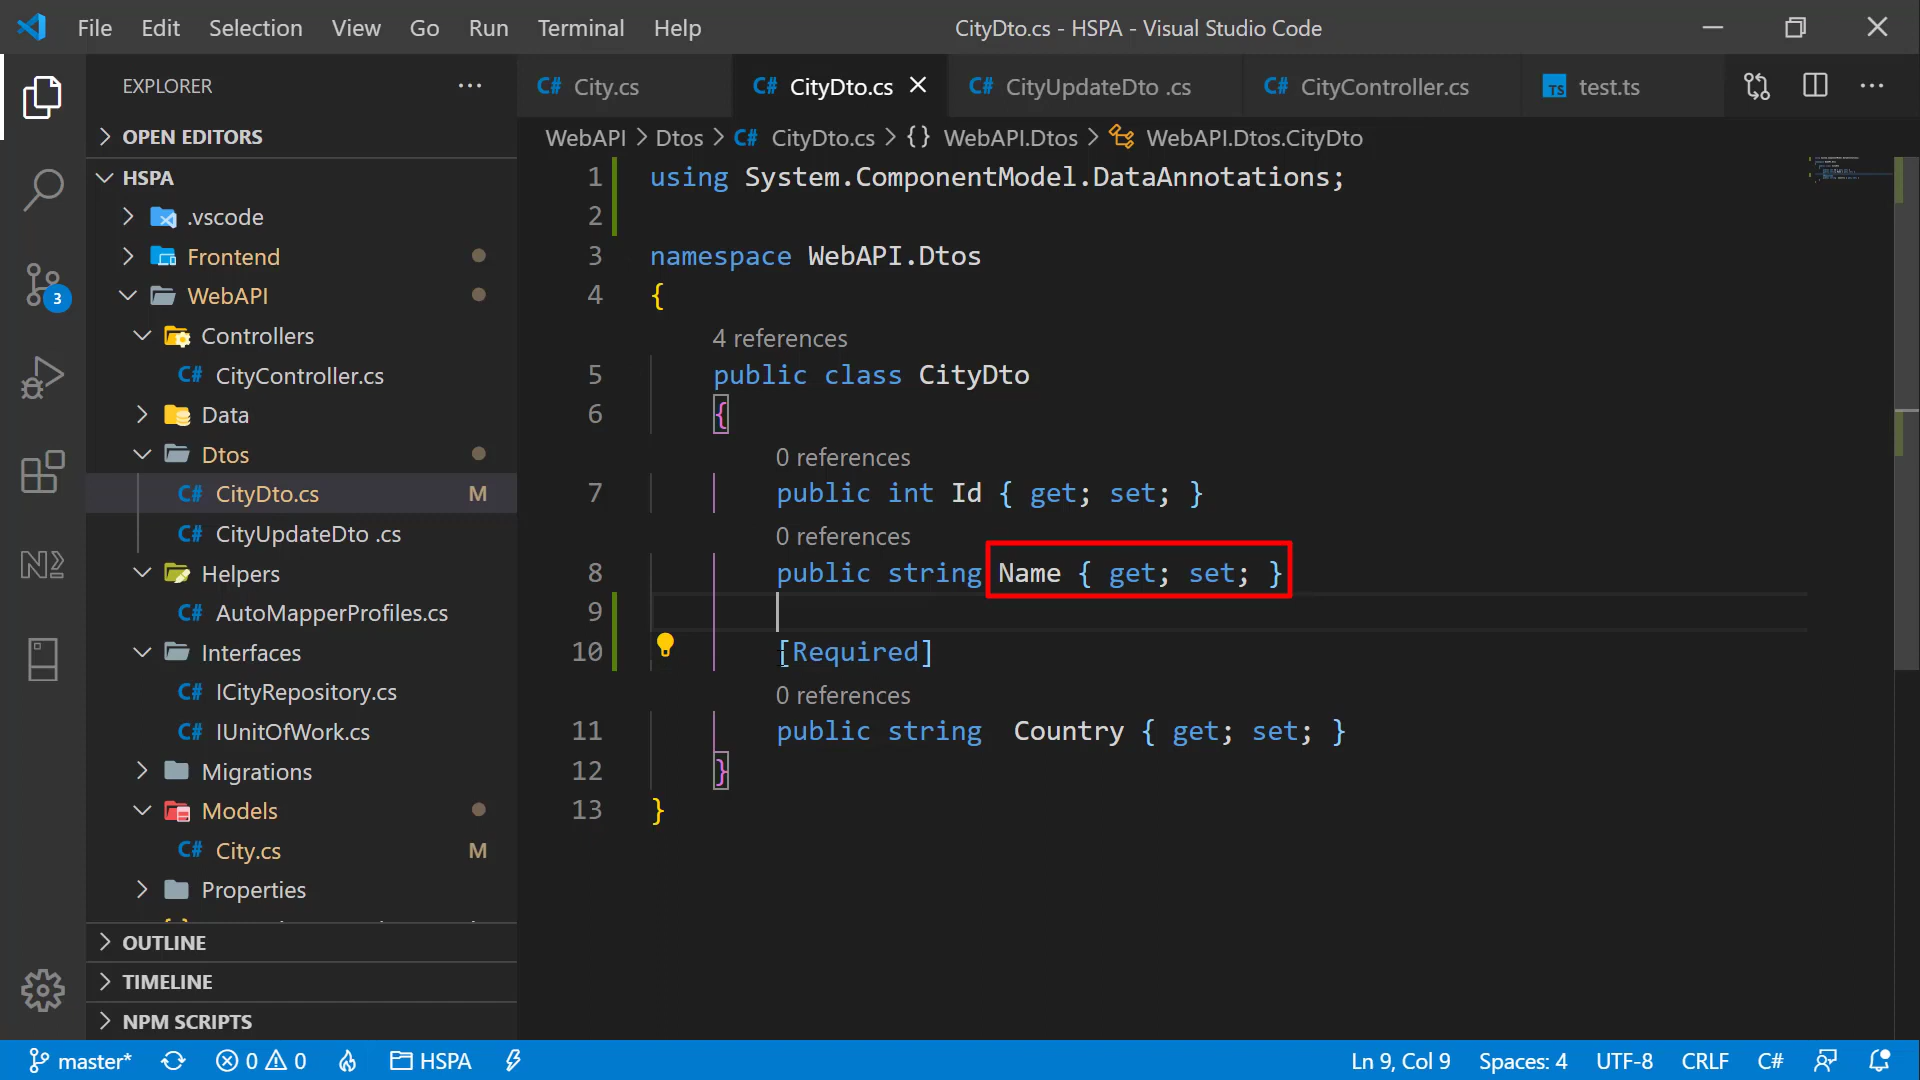 File Edit Selection View Go Run Terminal Help
CityDto.cs - HSPA - Visual Studio Code
EXPLORER
C# City.cs
C# CityDto.cs
C# CityUpdateDto .cs
C# CityController.cs
TS test.ts
WebAPI > Dtos > C# CityDto.cs > {} WebAPI.Dtos > WebAPI.Dtos.CityDto
OPEN EDITORS
HSPA
.vscode
Frontend
WebAPI
Controllers
C# CityController.cs
Data
Dtos
C# CityDto.cs M
C# CityUpdateDto .cs
Helpers
C# AutoMapperProfiles.cs
Interfaces
C# ICityRepository.cs
C# IUnitOfWork.cs
Migrations
Models
C# City.cs M
Properties
OUTLINE
TIMELINE
NPM SCRIPTS
3
1 using System.ComponentModel.DataAnnotations;
2
3 namespace WebAPI.Dtos
4 {
4 references
5 public class CityDto
6 {
0 references
7 public int Id { get; set; }
0 references
8 public string Name { get; set; }
9
10 [Required]
0 references
11 public string  Country { get; set; }
12 }
13 }
master* 0 0 HSPA
Ln 9, Col 9 Spaces: 4 UTF-8 CRLF C#